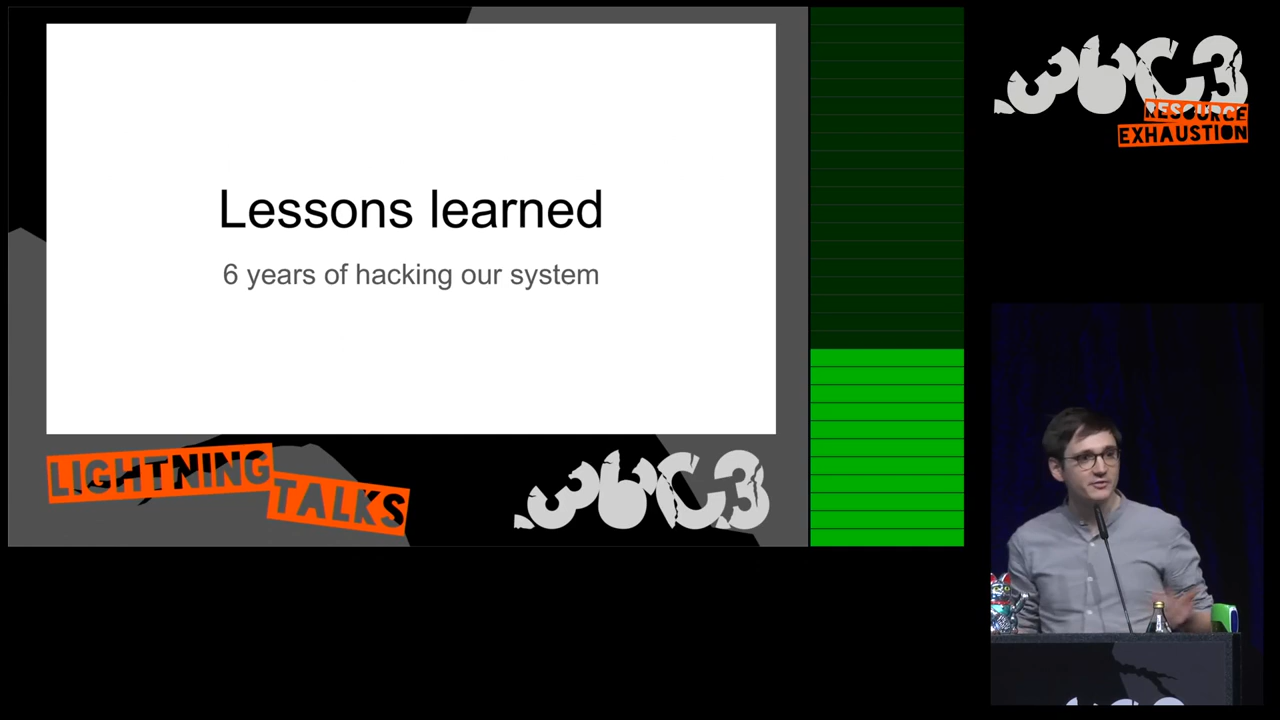 Lessons learned
6 years of hacking our system
LIGHTNING
TALKS
36C3
36C3
RESOURCE
EXHAUSTION